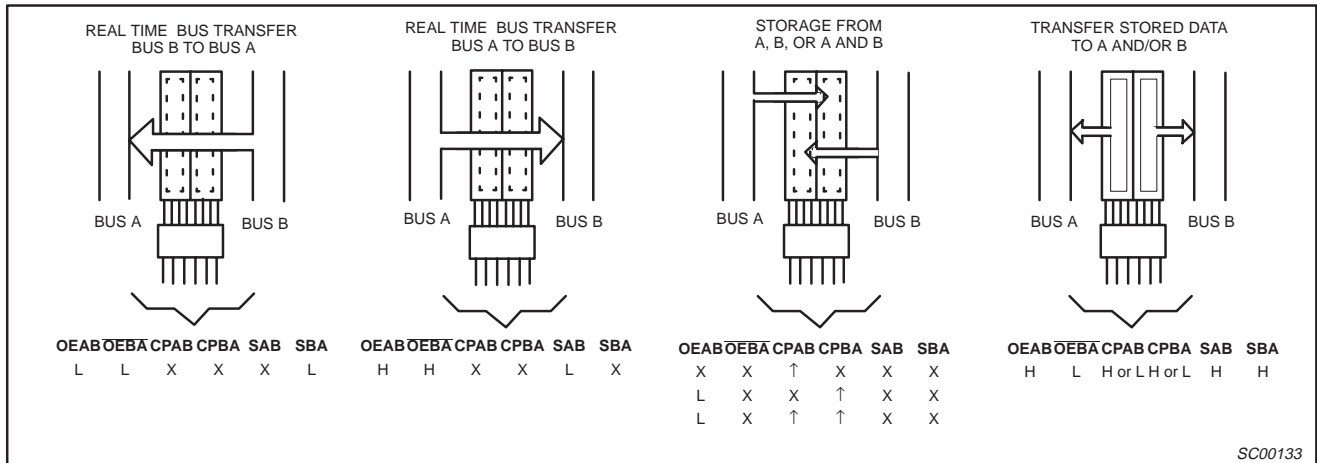 REAL TIME BUS TRANSFER
BUS B TO BUS A
BUS A BUS B
OEAB OEBA CPAB CPBA SAB SBA
L L X X X L
REAL TIME BUS TRANSFER
BUS A TO BUS B
BUS A BUS B
OEAB OEBA CPAB CPBA SAB SBA
H H X X L X
STORAGE FROM
A, B, OR A AND B
BUS A BUS B
OEAB OEBA CPAB CPBA SAB SBA
X X ↑ X X X
L X X ↑ X X
L X ↑ ↑ X X
TRANSFER STORED DATA
TO A AND/OR B
BUS A BUS B
OEAB OEBA CPAB CPBA SAB SBA
H L H or L H or L H H
SC00133